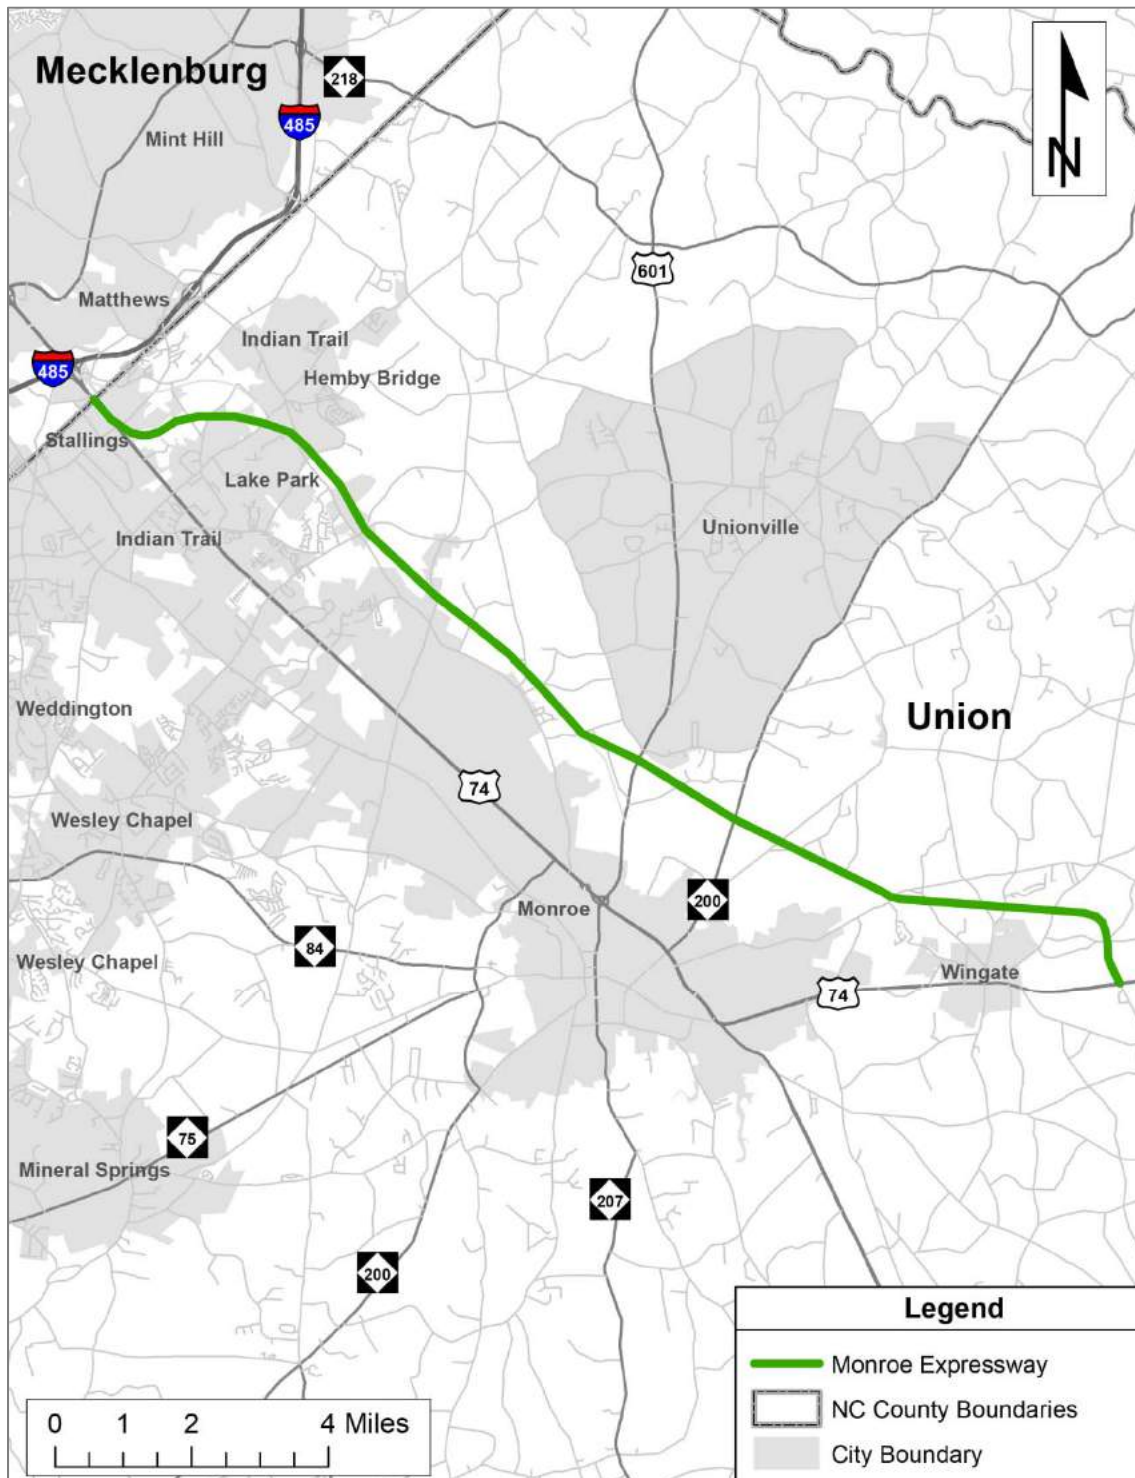 Mecklenburg
218
485
Mint Hill
N
601
Matthews
Indian Trail
485
Hemby Bridge
Stallings
Lake Park
Unionville
Indian Trail
Weddington
Union
74
Wesley Chapel
200
Monroe
84
Wesley Chapel
Wingate
74
75
Mineral Springs
207
200
Legend
Monroe Expressway
NC County Boundaries
City Boundary
0 1 2 4 Miles